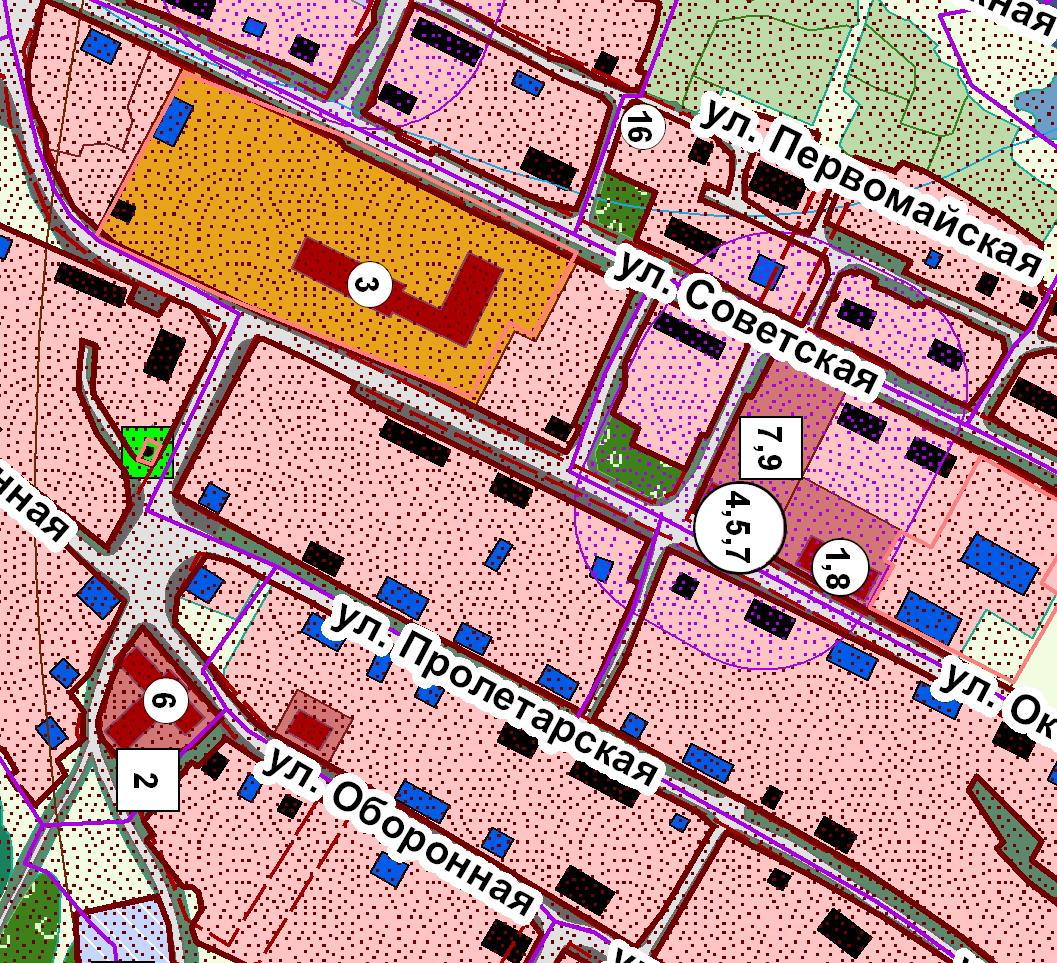 нная
16
ул. Первомайская
ул. Советская
3
7,9
4,5,7
1,8
нная
ул. Пролетарская
ул. Ок
2
ул. Оборонная